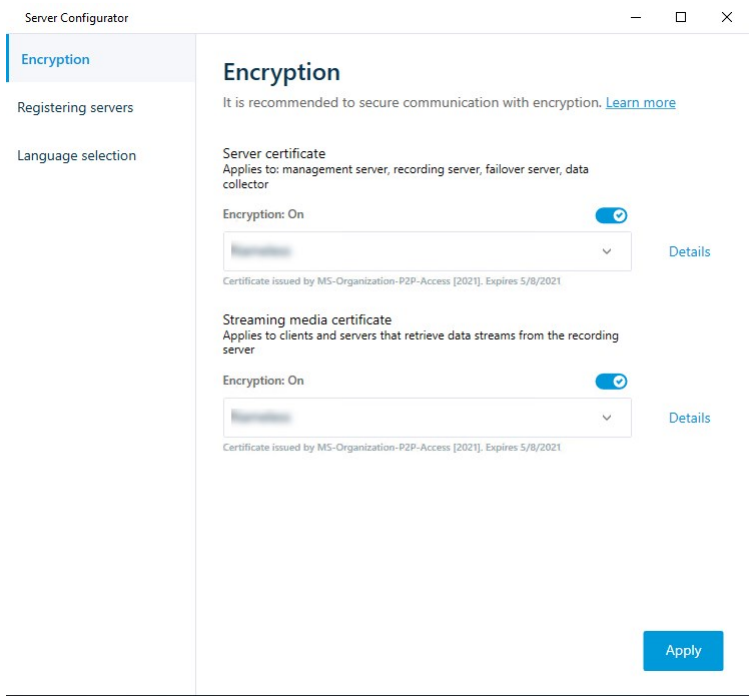 Server Configurator
Encryption
Registering servers
Language selection
Encryption
It is recommended to secure communication with encryption. Learn more
Server certificate
Applies to: management server, recording server, failover server, data
collector
Encryption: On
Details
Certificate issued by MS-Organization-P2P-Access [2021]. Expires 5/8/2021
Streaming media certificate
Applies to clients and servers that retrieve data streams from the recording
server
Encryption: On
Details
Certificate issued by MS-Organization-P2P-Access [2021]. Expires 5/8/2021
Apply